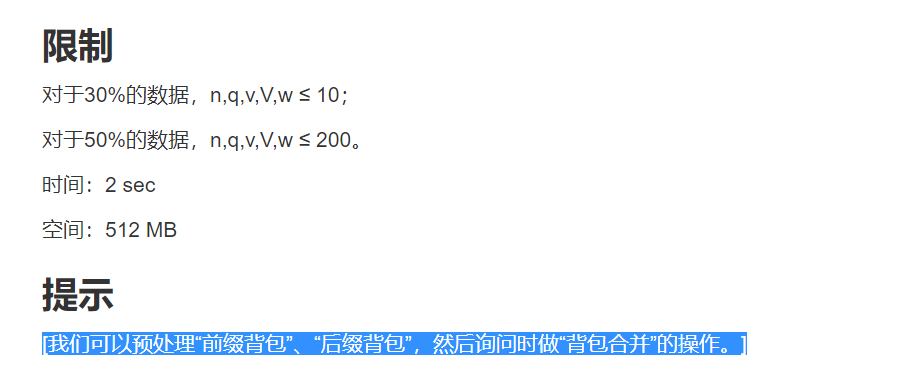 限制
对于30%的数据，n,q,v,V,w ≤ 10；
对于50%的数据，n,q,v,V,w ≤ 200。
时间：2 sec
空间：512 MB
提示
[我们可以预处理“前缀背包”、“后缀背包”，然后询问时做“背包合并”的操作。]